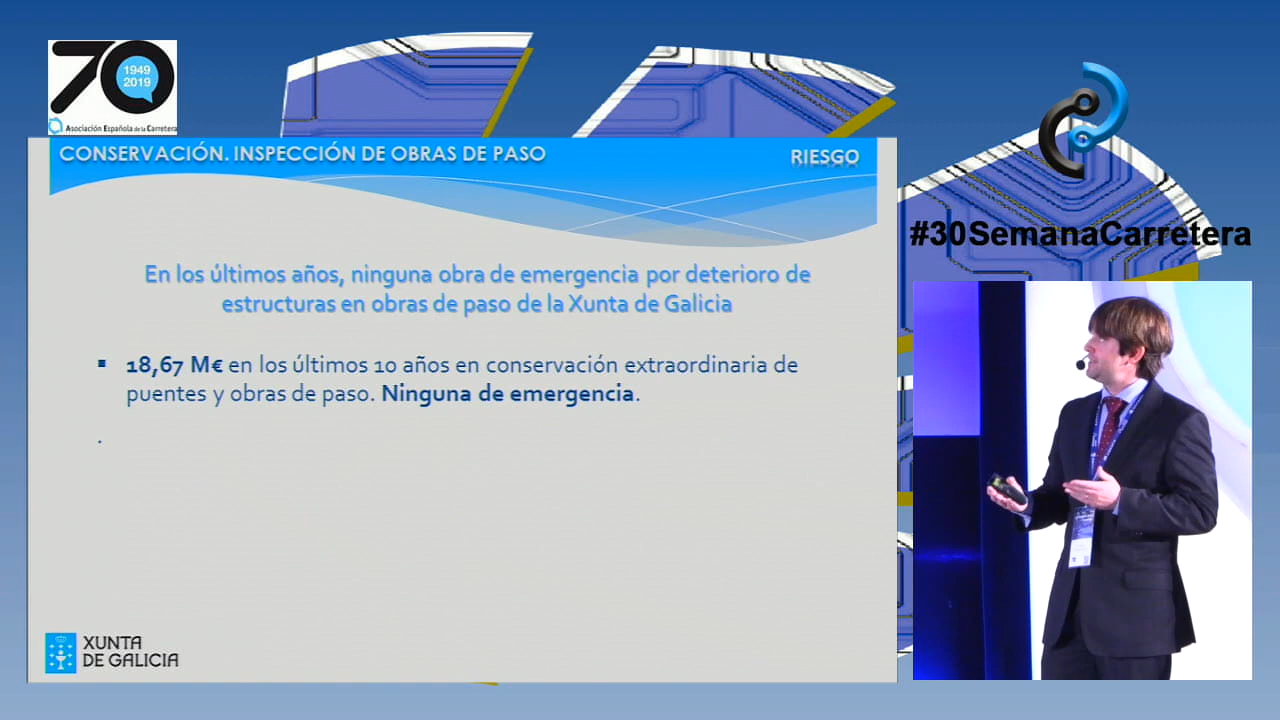 70
1949
2019
Asociación Española de la Carretera
CONSERVACIÓN. INSPECCIÓN DE OBRAS DE PASO
RIESGO
#30SemanaCarretera
En los últimos años, ninguna obra de emergencia por deterioro de
estructuras en obras de paso de la Xunta de Galicia
▪ 18,67 M€ en los últimos 10 años en conservación extraordinaria de
puentes y obras de paso. Ninguna de emergencia.
.
XUNTA
DE GALICIA